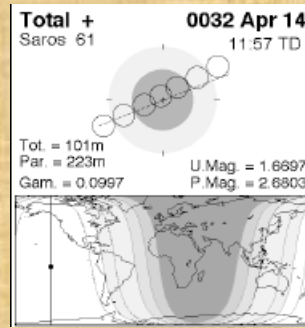 Total + 0032 Apr 14
Saros 61 11:57 TD
Tot. = 101m
Par. = 223m U.Mag. = 1.6697
Gam. = 0.0997 P.Mag. = 2.6803